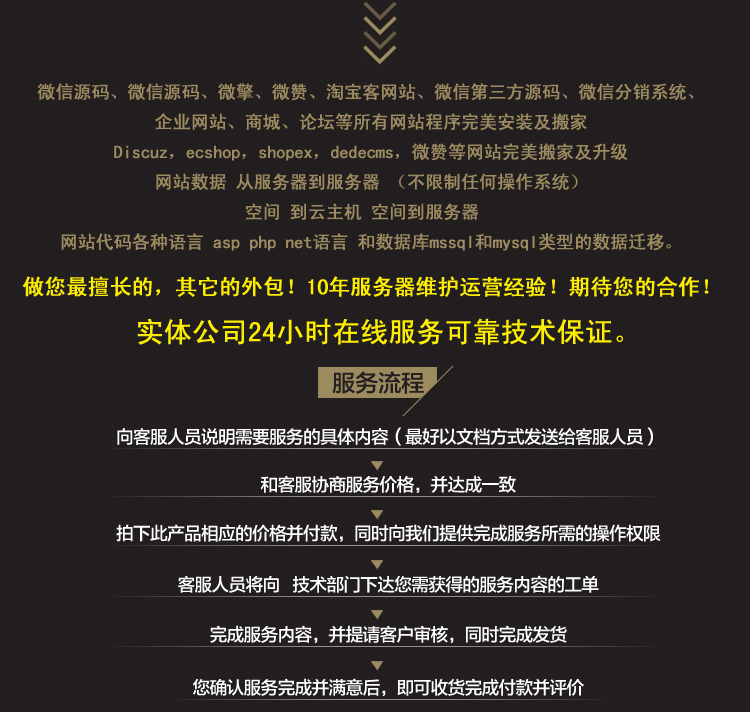 微信源码、微信源码、微擎、微赞、淘宝客网站、微信第三方源码、微信分销系统、
企业网站、商城、论坛等所有网站程序完美安装及搬家
Discuz，ecshop，shopex，dedecms，微赞等网站完美搬家及升级
网站数据 从服务器到服务器 （不限制任何操作系统）
空间 到云主机 空间到服务器
网站代码各种语言 asp php net语言 和数据库mssql和mysql类型的数据迁移。
做您最擅长的，其它的外包！10年服务器维护运营经验！期待您的合作！
实体公司24小时在线服务可靠技术保证。
服务流程
向客服人员说明需要服务的具体内容（最好以文档方式发送给客服人员）
和客服协商服务价格，并达成一致
拍下此产品相应的价格并付款，同时向我们提供完成服务所需的操作权限
客服人员将向 技术部门下达您需获得的服务内容的工单
完成服务内容，并提请客户审核，同时完成发货
您确认服务完成并满意后，即可收货完成付款并评价